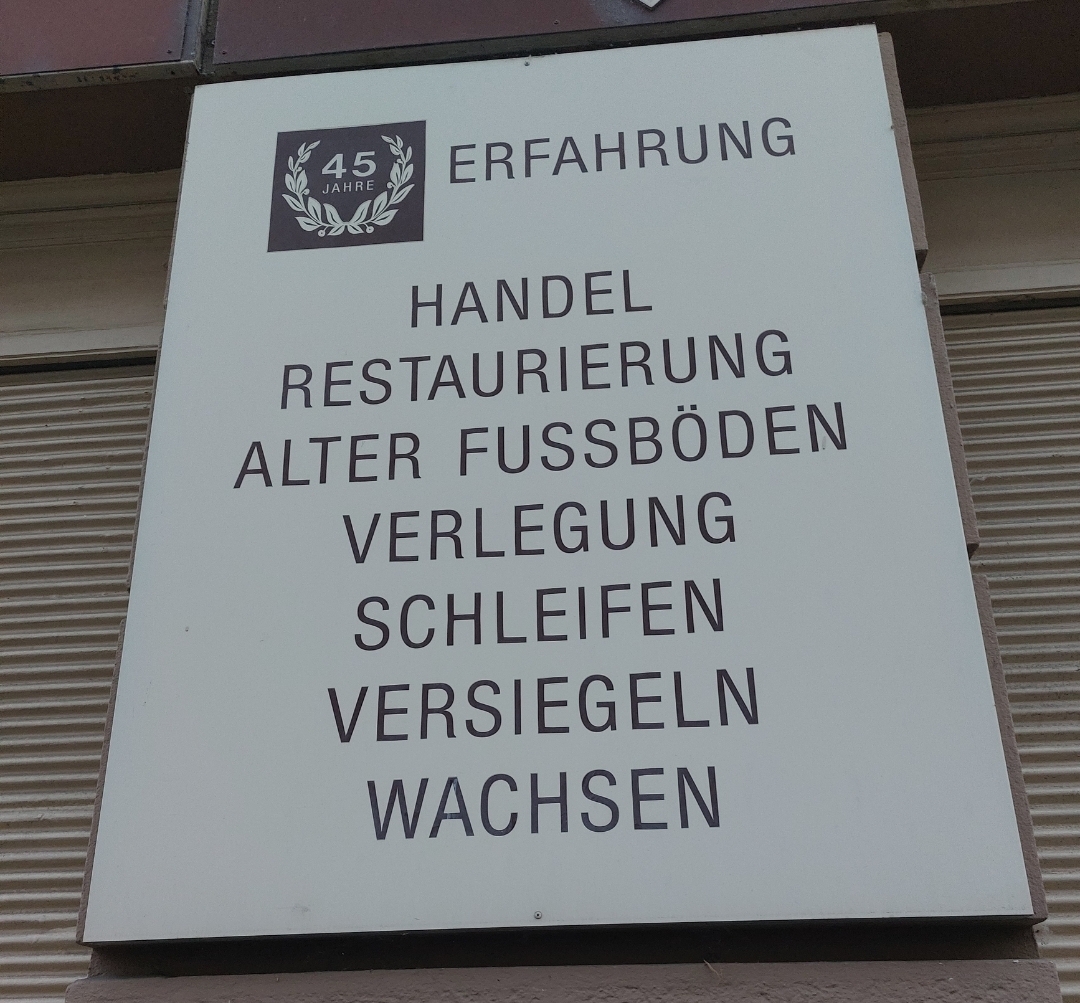 45 ERFAHRUNG
JAHRE
HANDEL
RESTAURIERUNG
ALTER FUSSBÖDEN
VERLEGUNG
SCHLEIFEN
VERSIEGELN
WACHSEN